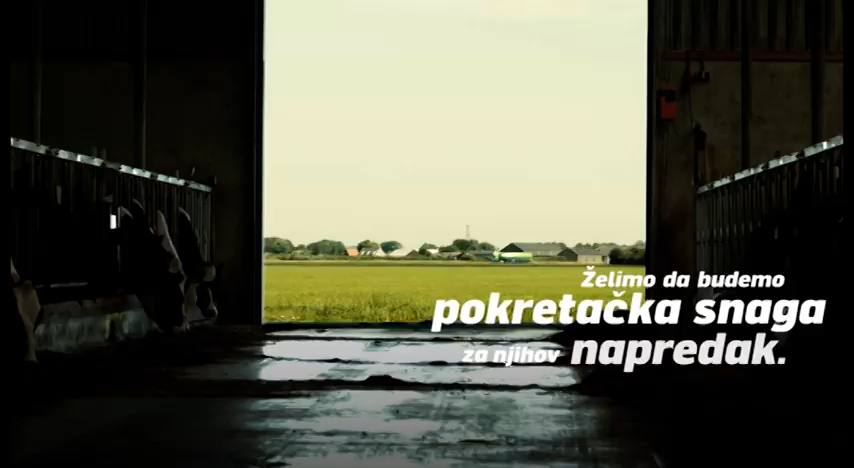 Želimo da budemo
pokretačka snaga
za njihov napredak.